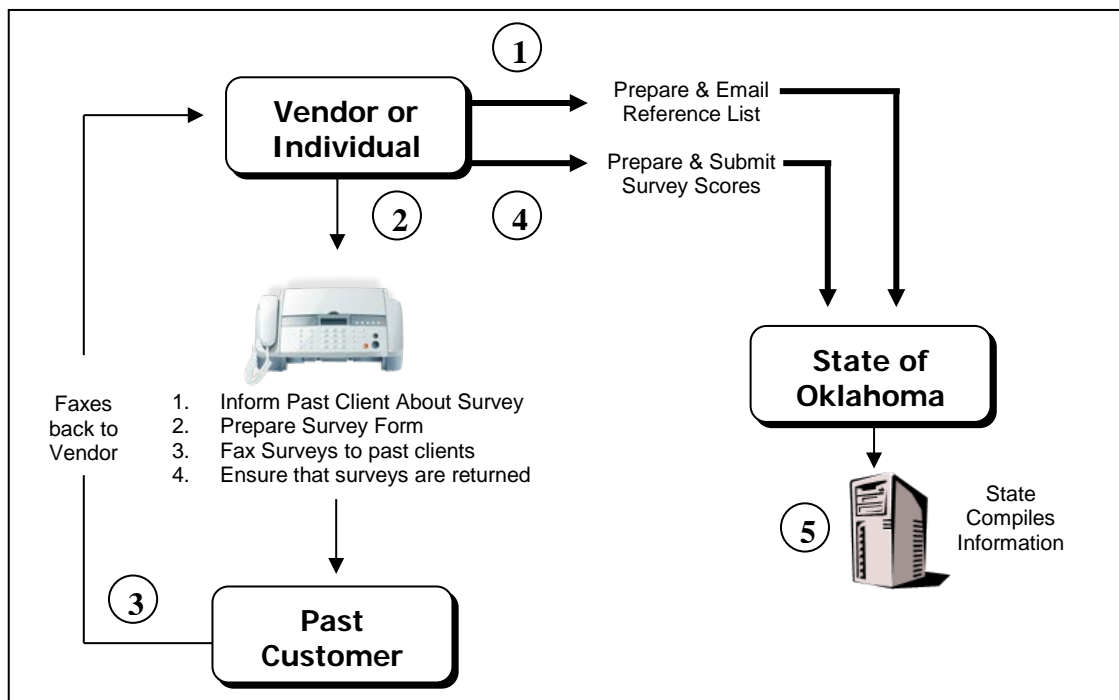 1
Vendor or
Individual
Prepare & Email
Reference List
Prepare & Submit
Survey Scores
2
4
State of
Oklahoma
Faxes
back to
Vendor
1. Inform Past Client About Survey
2. Prepare Survey Form
3. Fax Surveys to past clients
4. Ensure that surveys are returned
5
State
Compiles
Information
3
Past
Customer